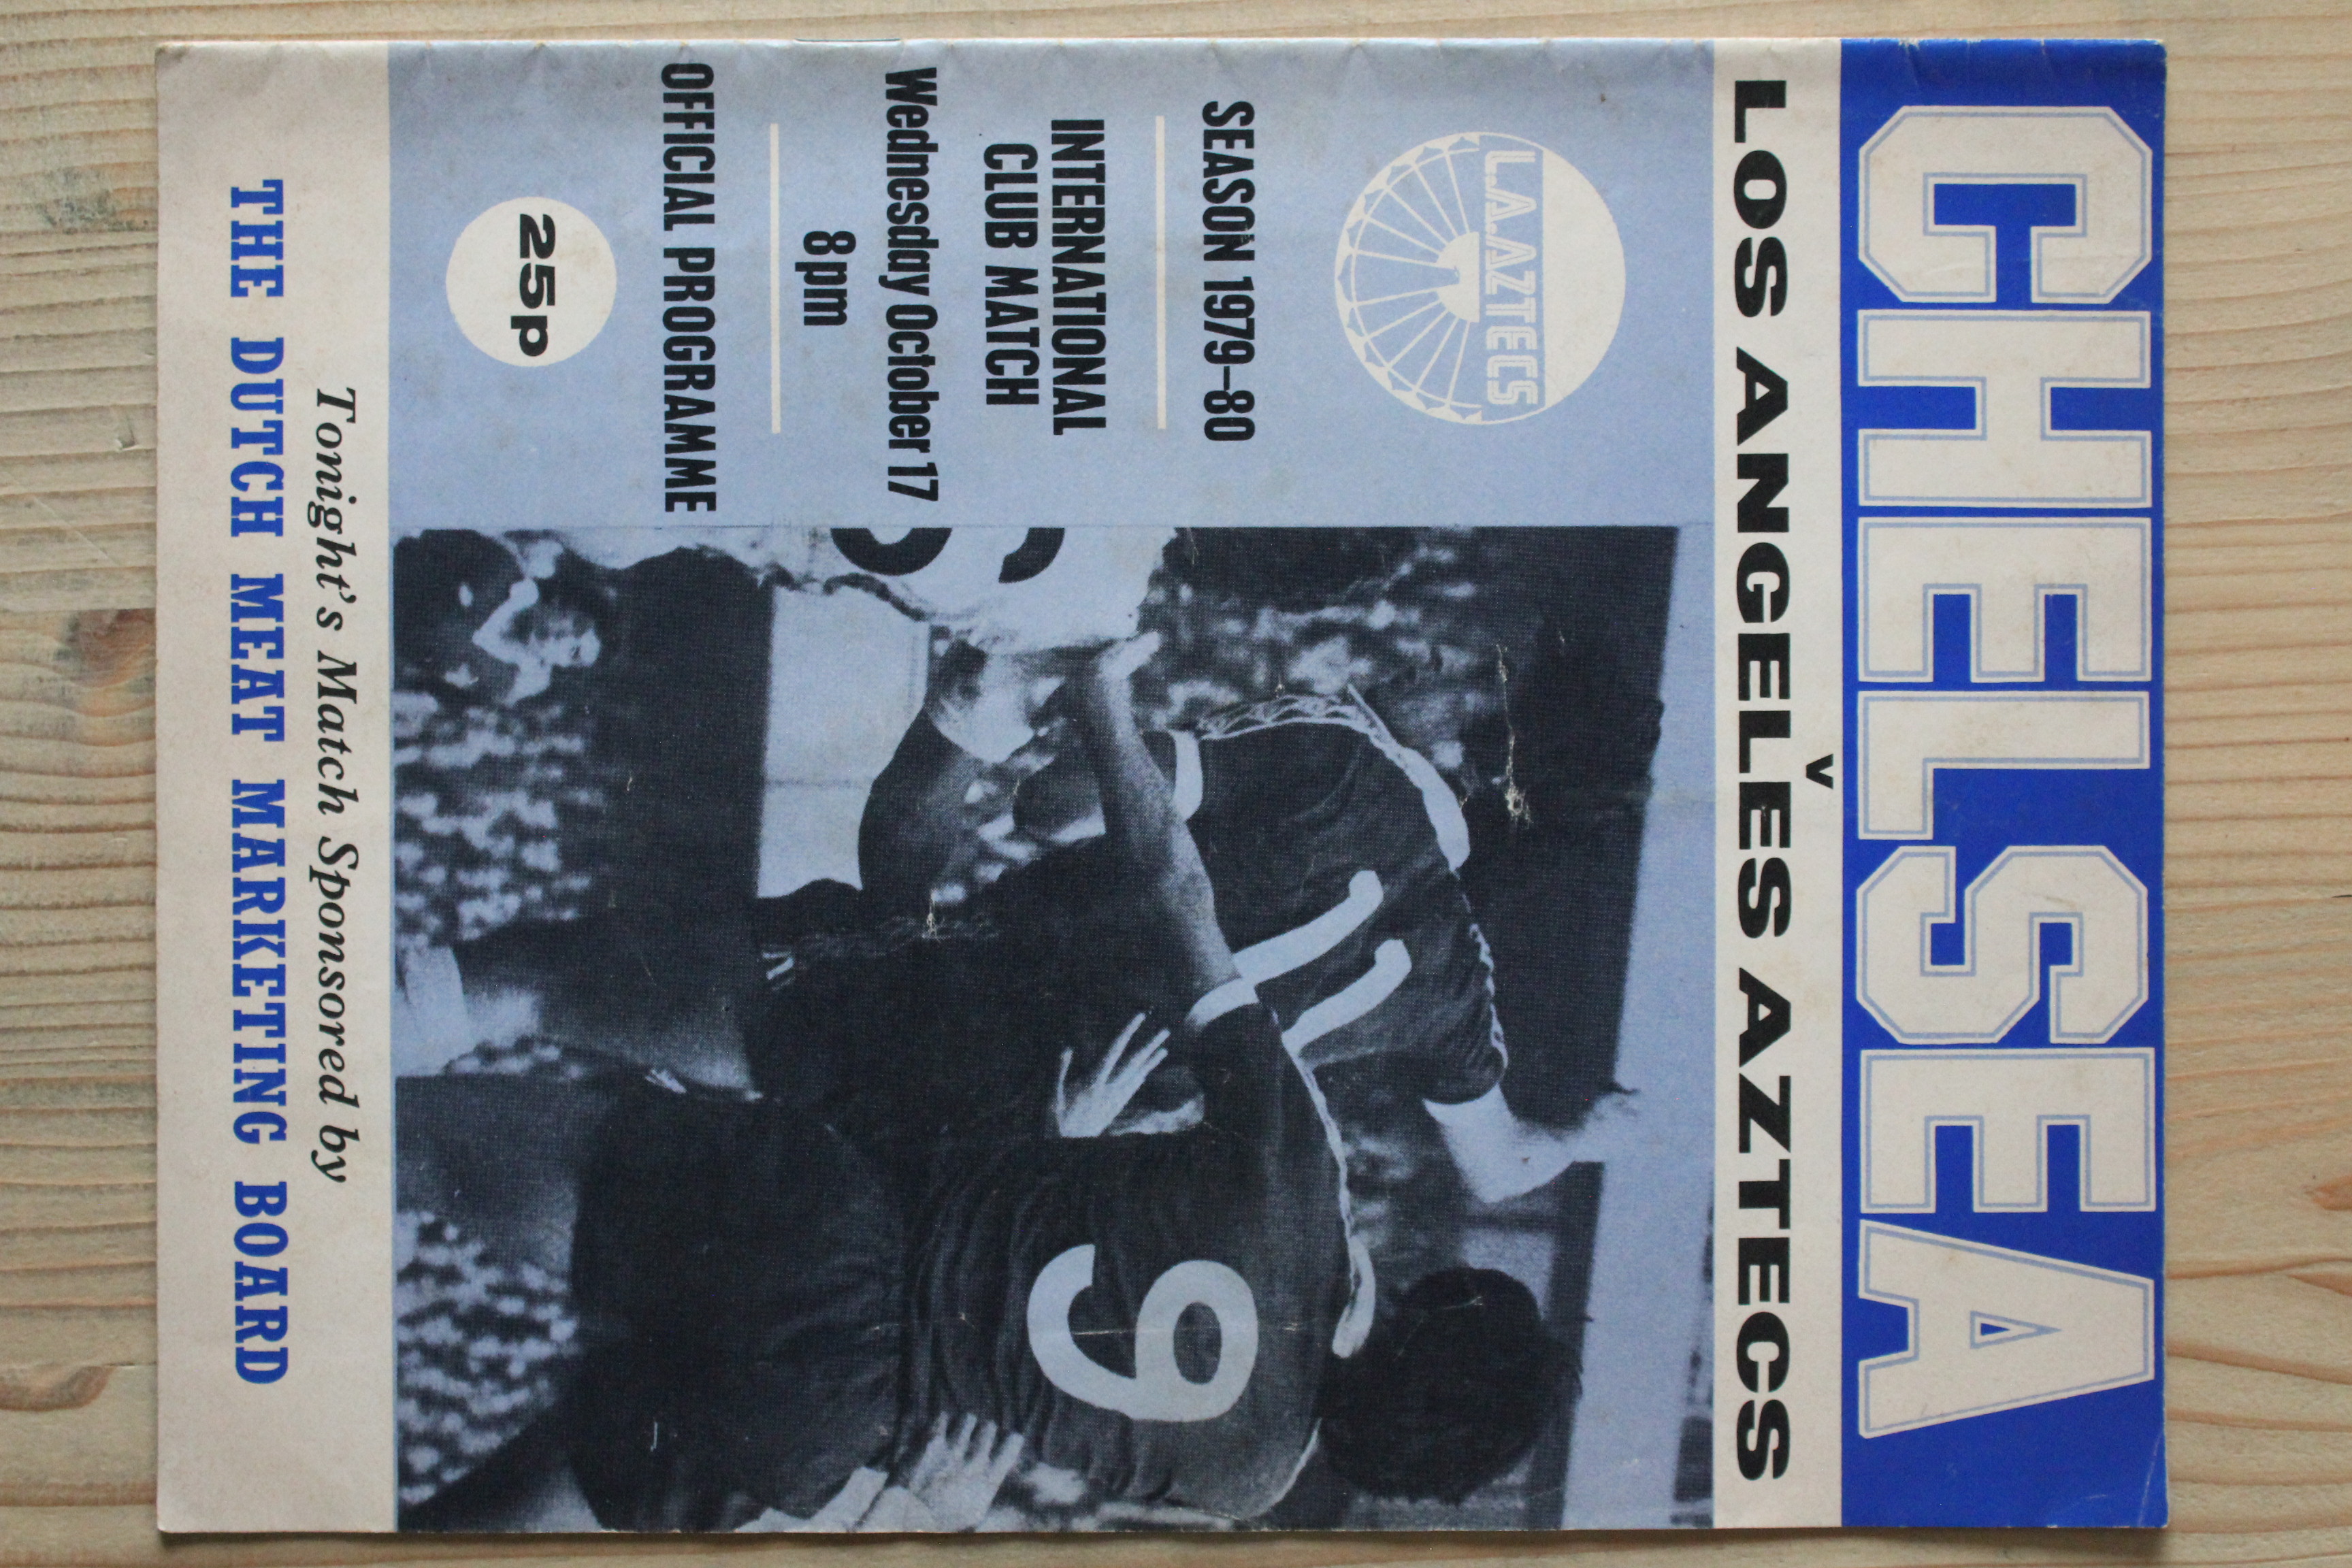 CHELSEA
v
LOS ANGELES AZTECS
L.A. AZTECS
SEASON 1979–80
INTERNATIONAL
CLUB MATCH
Wednesday October 17
8pm
OFFICIAL PROGRAMME
25p
6
Tonight's Match Sponsored by
THE DUTCH MEAT MARKETING BOARD